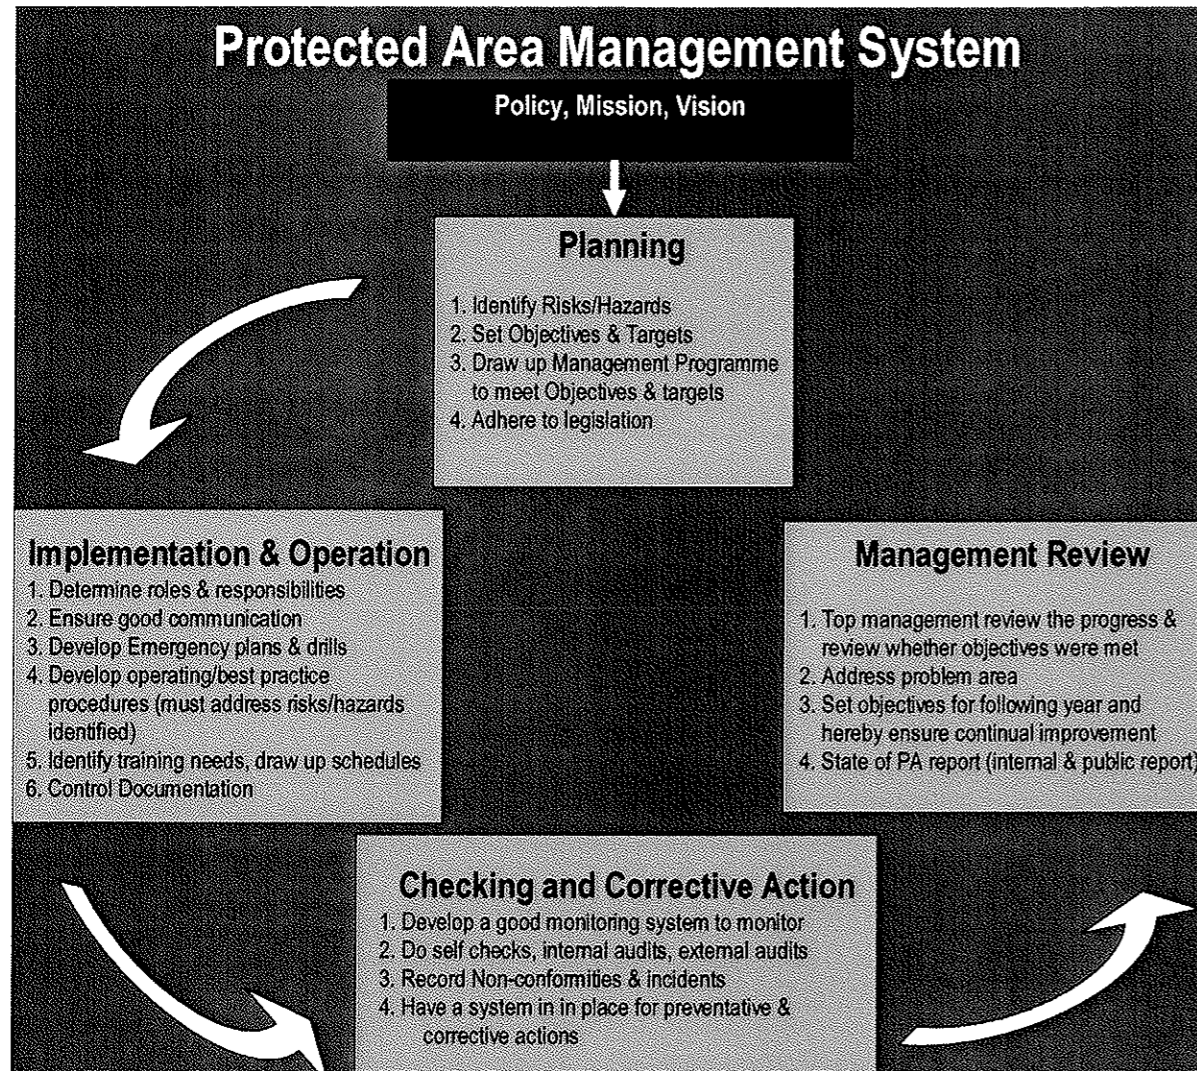 Protected Area Management System
Policy, Mission, Vision
Planning
1. Identify Risks/Hazards
2. Set Objectives & Targets
3. Draw up Management Programme
to meet Objectives & targets
4. Adhere to legislation
Implementation & Operation
1. Determine roles & responsibilities
2. Ensure good communication
3. Develop Emergency plans & drills
4. Develop operating/best practice
procedures (must address risks/hazards
identified)
5. Identify training needs, draw up schedules
6. Control Documentation
Management Review
1. Top management review the progress &
review whether objectives were met
2. Address problem area
3. Set objectives for following year and
hereby ensure continual improvement
4. State of PA report (internal & public report)
Checking and Corrective Action
1. Develop a good monitoring system to monitor
2. Do self checks, internal audits, external audits
3. Record Non-conformities & incidents
4. Have a system in in place for preventative &
corrective actions